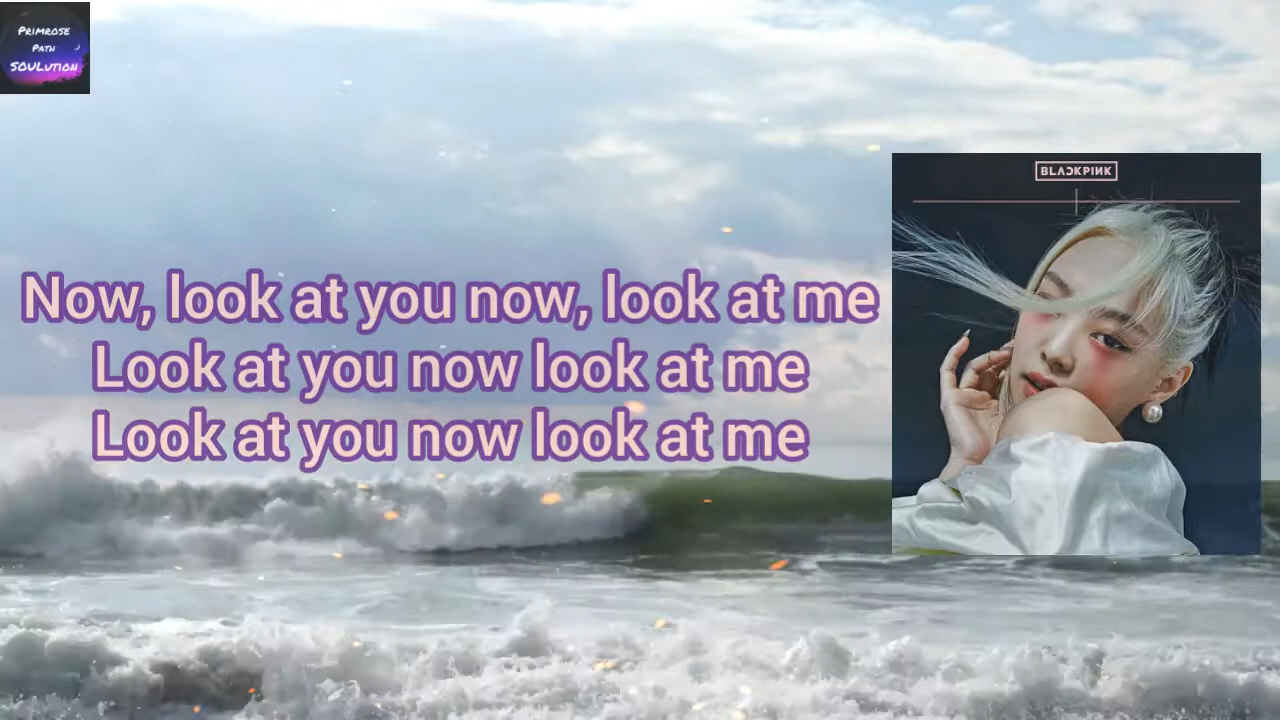 PRIMROSE
PATH
SOULUTION
BLACKPINK
Now, look at you now, look at me
Look at you now look at me
Look at you now look at me